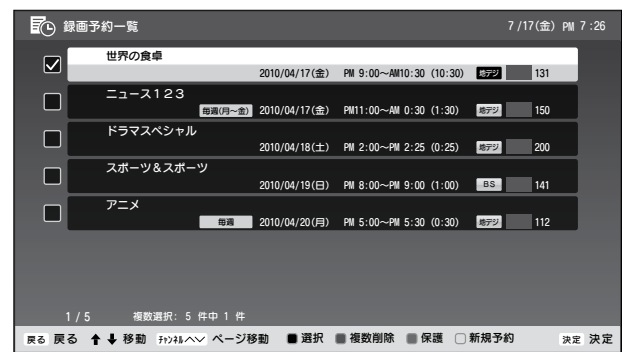 録画予約一覧 7/17(金) PM 7:26
世界の食卓
2010/04/17(金) PM 9:00〜AM10:30 (10:30) 地デジ 131
ニュース123
毎週(月〜金) 2010/04/17(金) PM11:00〜AM 0:30 (1:30) 地デジ 150
ドラマスペシャル
2010/04/18(土) PM 2:00〜PM 2:25 (0:25) 地デジ 200
スポーツ&スポーツ
2010/04/19(日) PM 8:00〜PM 9:00 (1:00) BS 141
アニメ
毎週 2010/04/20(月) PM 5:00〜PM 5:30 (0:30) 地デジ 112
1/5 複数選択: 5 件中 1 件
戻る 戻る ↑↓移動 チャンネルへ∨ ページ移動 ■選択 ■複数削除 ■保護 □新規予約 決定 決定